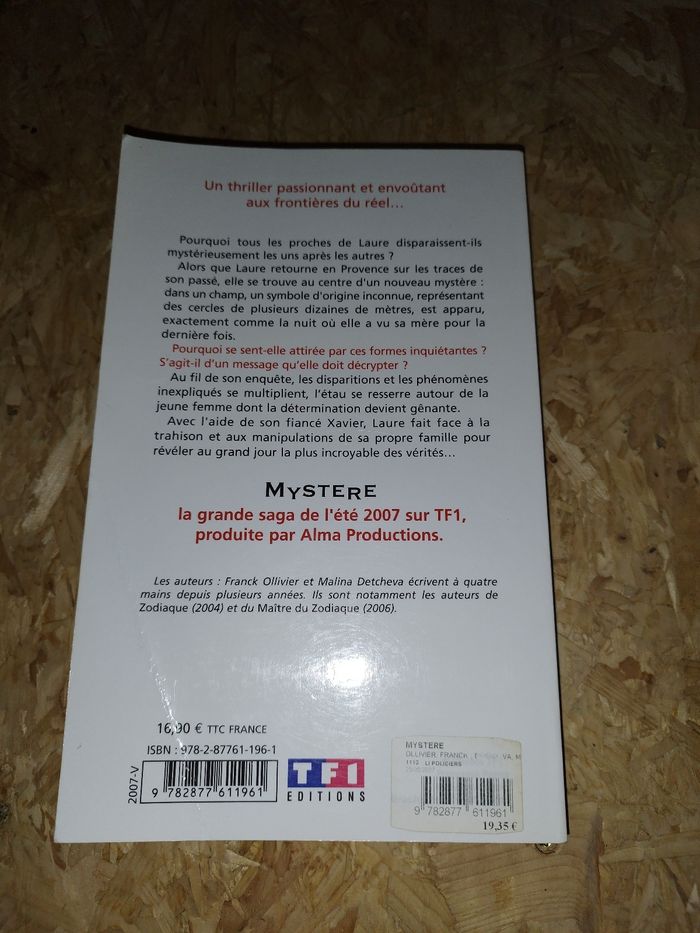 Un thriller passionnant et envoûtant
aux frontières du réel...
Pourquoi tous les proches de Laure disparaissent-ils
mystérieusement les uns après les autres ?
Alors que Laure retourne en Provence sur les traces de
son passé, elle se trouve au centre d'un nouveau mystère :
dans un champ, un symbole d'origine inconnue, représentant
des cercles de plusieurs dizaines de mètres, est apparu,
exactement comme la nuit où elle a vu sa mère pour la
dernière fois.
Pourquoi se sent-elle attirée par ces formes inquiétantes ?
S'agit-il d'un message qu'elle doit décrypter ?
Au fil de son enquête, les disparitions et les phénomènes
inexpliqués se multiplient, l'étau se resserre autour de la
jeune femme dont la détermination devient gênante.
Avec l'aide de son fiancé Xavier, Laure fait face à la
trahison et aux manipulations de sa propre famille pour
révéler au grand jour la plus incroyable des vérités...
MYSTERE
la grande saga de l'été 2007 sur TF1,
produite par Alma Productions.
Les auteurs : Franck Ollivier et Malina Detcheva écrivent à quatre
mains depuis plusieurs années. Ils sont notamment les auteurs de
Zodiaque (2004) et du Maître du Zodiaque (2006).
16,90 € TTC FRANCE
ISBN : 978-2-87761-196-1
2007-V
9 782877 611961
TF1
EDITIONS
MYSTERE
OLLIVIER, FRANCK
LI POLICIERS
9 782877 611961
19,35 €